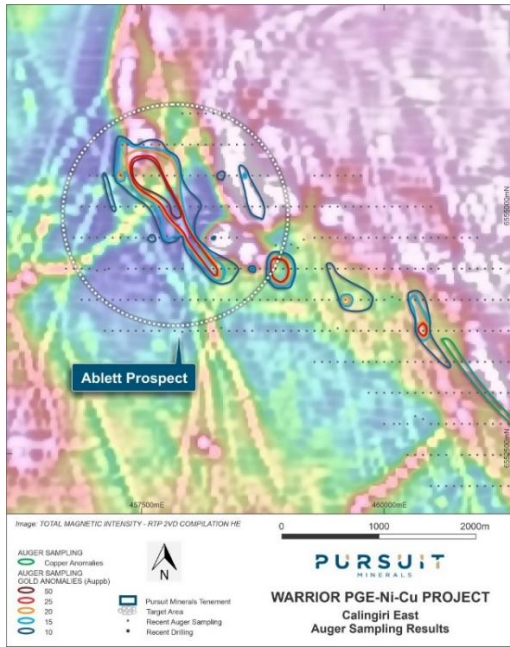 6555000mN
Ablett Prospect
6552500mN
457500mE
460000mE
Image: TOTAL MAGNETIC INTENSITY - RTP 2VD COMPILATION HE
0 1000 2000m
AUGER SAMPLING
Copper Anomalies
AUGER SAMPLING
GOLD ANOMALIES (Auppb)
50
25
20
15
10
N
Pursuit Minerals Tenement
Target Area
Recent Auger Sampling
Recent Drilling
PURSUIT
MINERALS
WARRIOR PGE-Ni-Cu PROJECT
Calingiri East
Auger Sampling Results